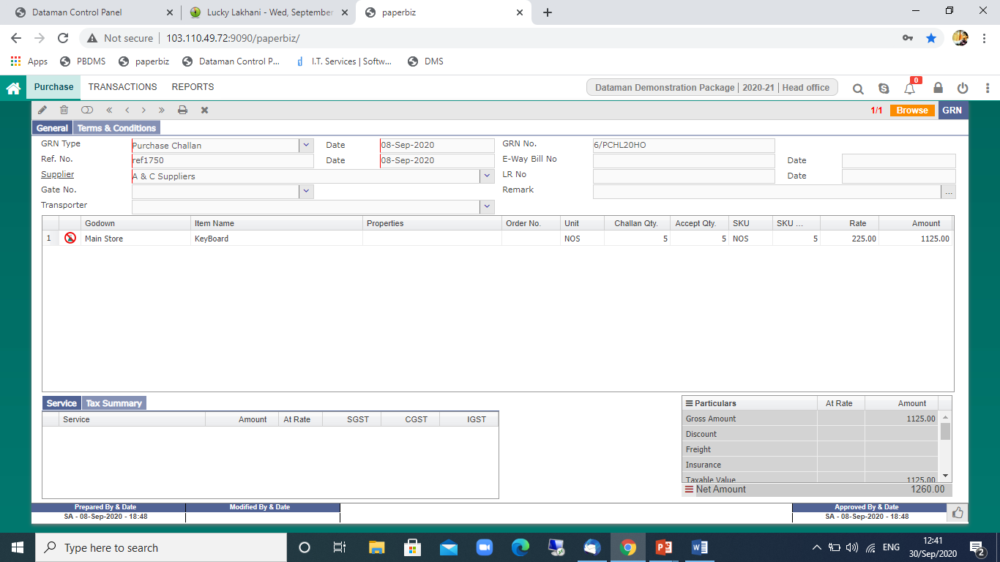 Dataman Control Panel
Lucky Lakhani - Wed, September
paperbiz
Not secure | 103.110.49.72:9090/paperbiz/
Apps PBDMS paperbiz Dataman Control P... I.T. Services | Softw... DMS
Purchase TRANSACTIONS REPORTS Dataman Demonstration Package | 2020-21 | Head office 0
1/1 Browse GRN
General Terms & Conditions
GRN Type Purchase Challan Date 08-Sep-2020 GRN No. 6/PCHL20HO
Ref. No. ref1750 Date 08-Sep-2020 E-Way Bill No Date
Supplier A & C Suppliers LR No Date
Gate No. Remark ...
Transporter
Godown Item Name Properties Order No. Unit Challan Qty. Accept Qty. SKU SKU ... Rate Amount
1 Main Store KeyBoard NOS 5 5 NOS 5 225.00 1125.00
Service Tax Summary
Service Amount At Rate SGST CGST IGST
Particulars At Rate Amount
Gross Amount 1125.00
Discount
Freight
Insurance
Taxable Value 1125.00
Net Amount 1260.00
Prepared By & Date Modified By & Date Approved By & Date
SA - 08-Sep-2020 - 18:48 SA - 08-Sep-2020 - 18:48
Type here to search ENG 12:41
30/Sep/2020 2